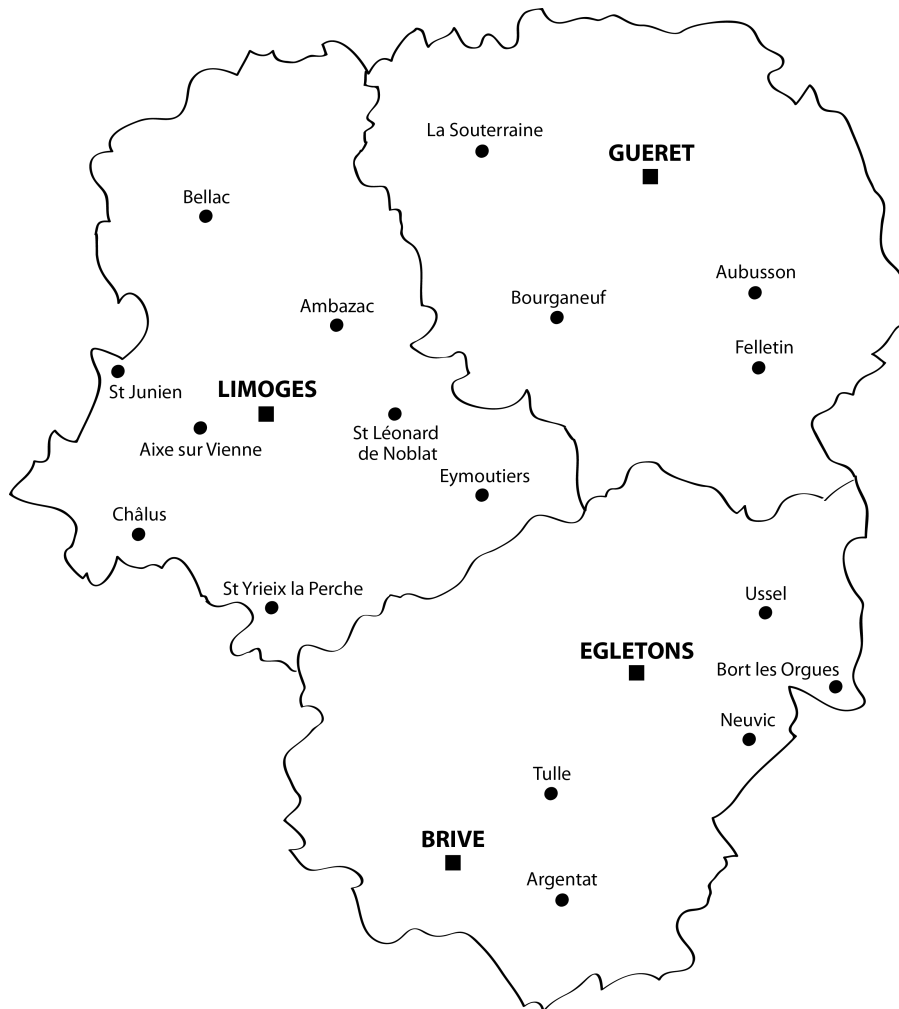 La Souterraine
GUERET
Bellac
Aubusson
Bourganeuf
Ambazac
Felletin
St Junien
LIMOGES
St Léonard
de Noblat
Aixe sur Vienne
Eymoutiers
Châlus
St Yrieix la Perche
Ussel
EGLETONS
Bort les Orgues
Neuvic
Tulle
BRIVE
Argentat